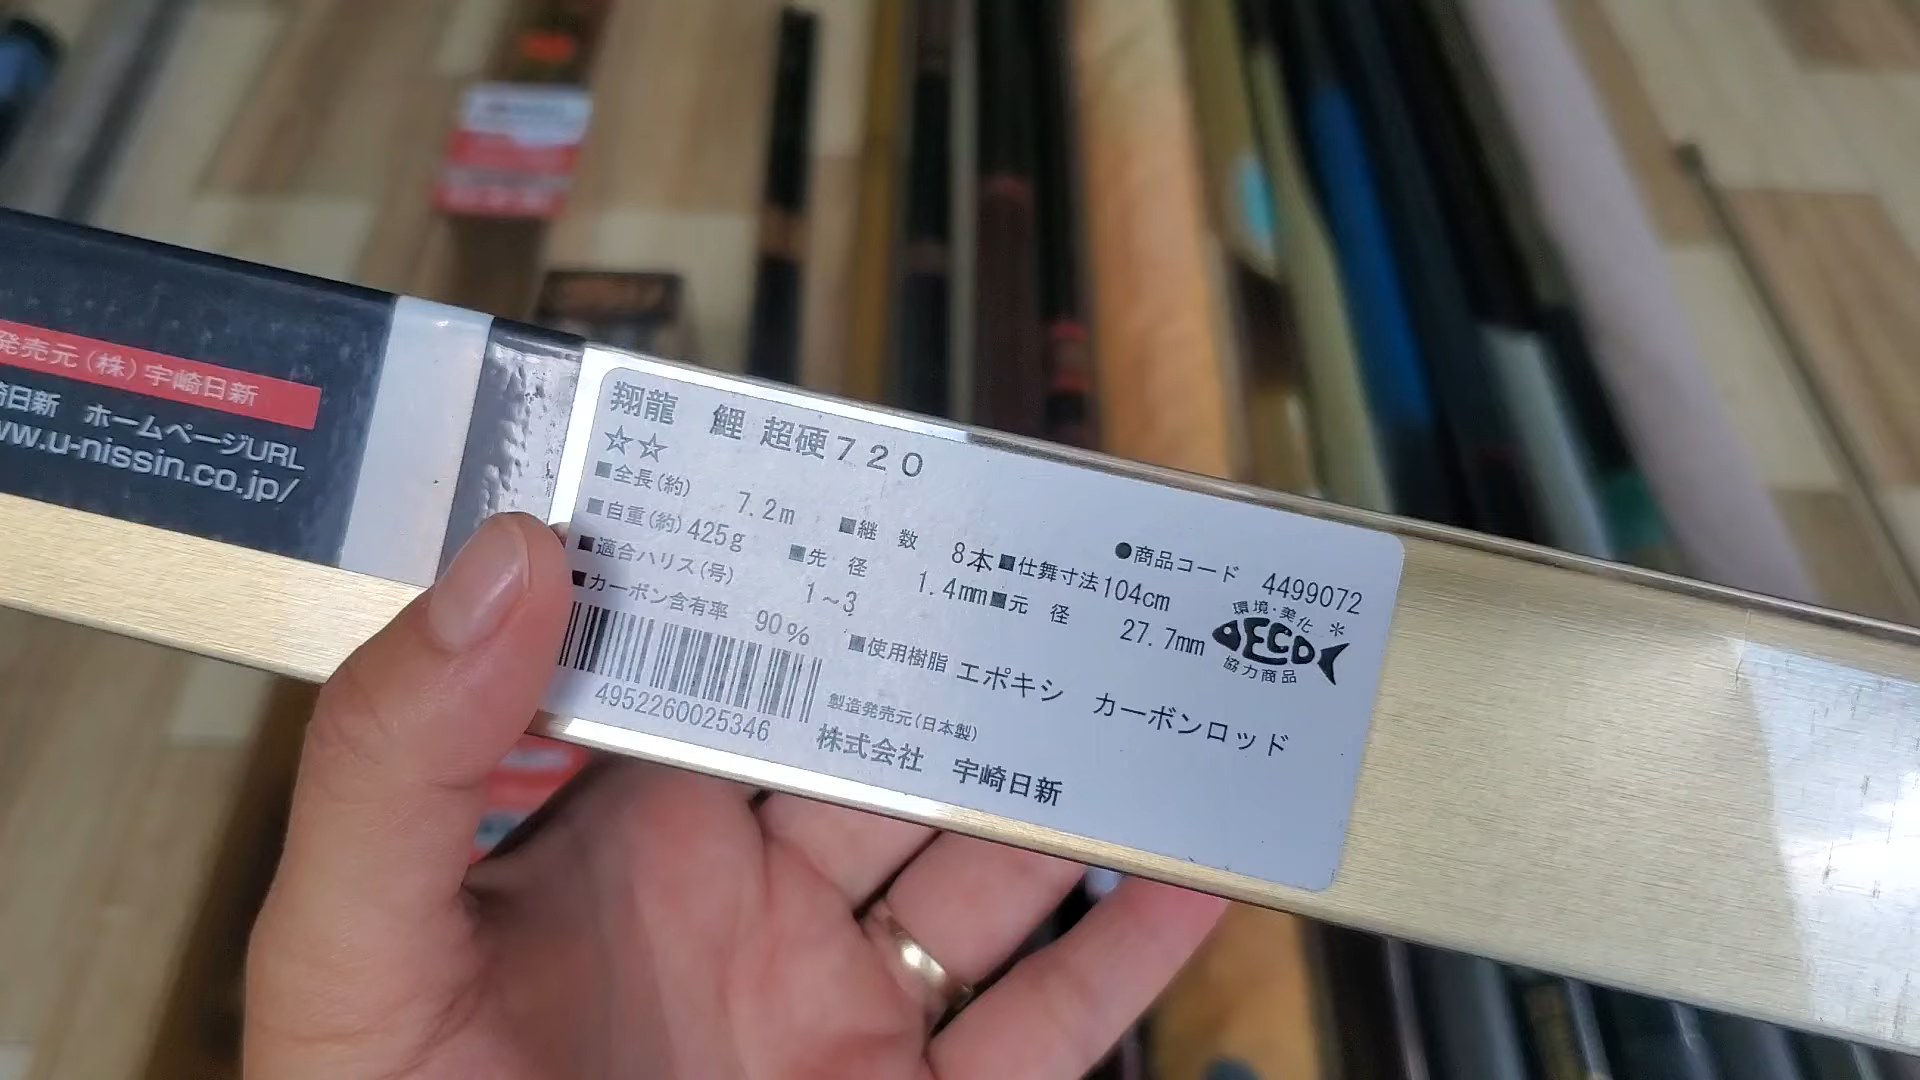 発売元(株)宇崎日新
崎日新 ホームページURL
ww.u-nissin.co.jp/
翔龍 鯉 超硬720
☆☆
■全長(約) 7.2m ■継 数 8本 ■仕舞寸法 104cm
■自重(約) 425g ■先 径 1.4mm ■元 径 27.7mm
■適合ハリス(号) 1~3
■カーボン含有率 90% ■使用樹脂 エポキシ カーボンロッド
●商品コード 4499072
環境・美化 *
ECO
協力商品
4952260025346
製造発売元(日本製)
株式会社 宇崎日新